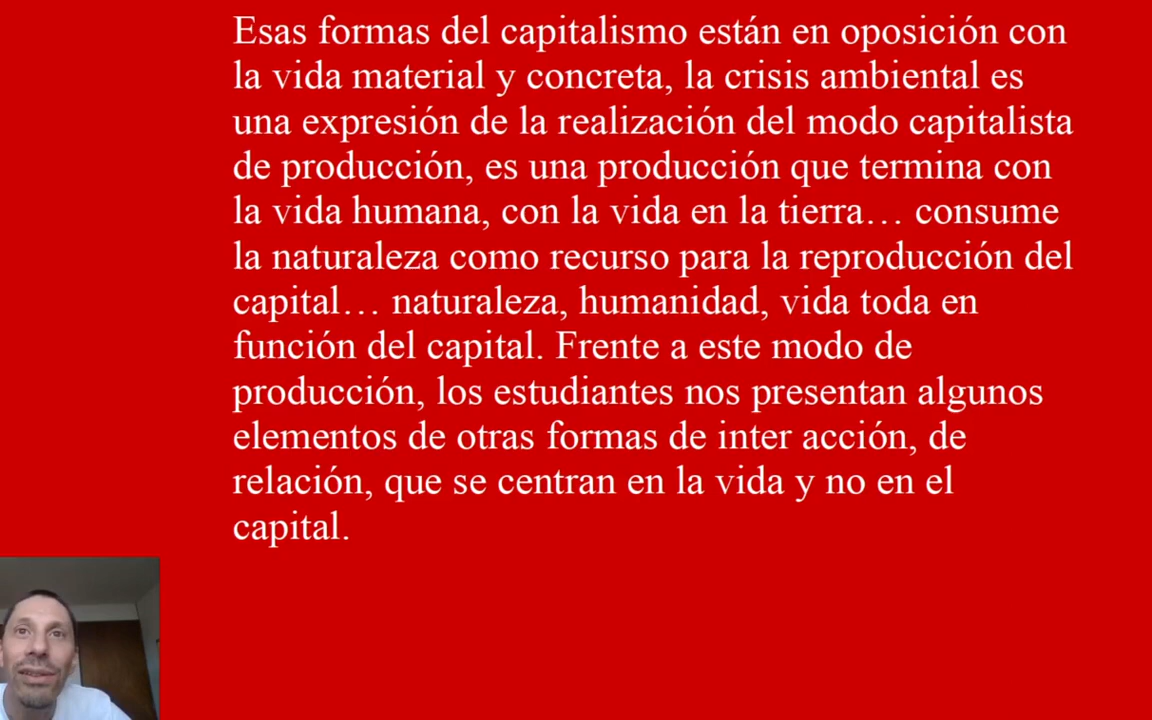 Esas formas del capitalismo están en oposición con
la vida material y concreta, la crisis ambiental es
una expresión de la realización del modo capitalista
de producción, es una producción que termina con
la vida humana, con la vida en la tierra… consume
la naturaleza como recurso para la reproducción del
capital… naturaleza, humanidad, vida toda en
función del capital. Frente a este modo de
producción, los estudiantes nos presentan algunos
elementos de otras formas de inter acción, de
relación, que se centran en la vida y no en el
capital.